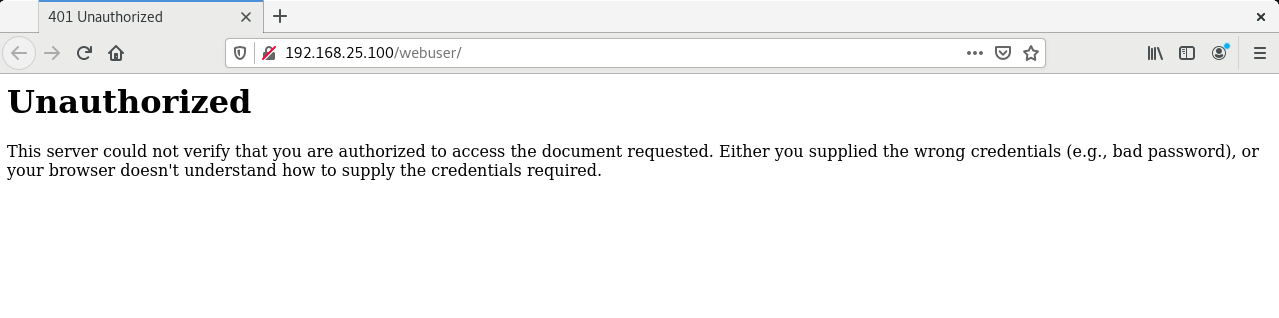 401 Unauthorized
192.168.25.100/webuser/
Unauthorized
This server could not verify that you are authorized to access the document requested. Either you supplied the wrong credentials (e.g., bad password), or
your browser doesn't understand how to supply the credentials required.